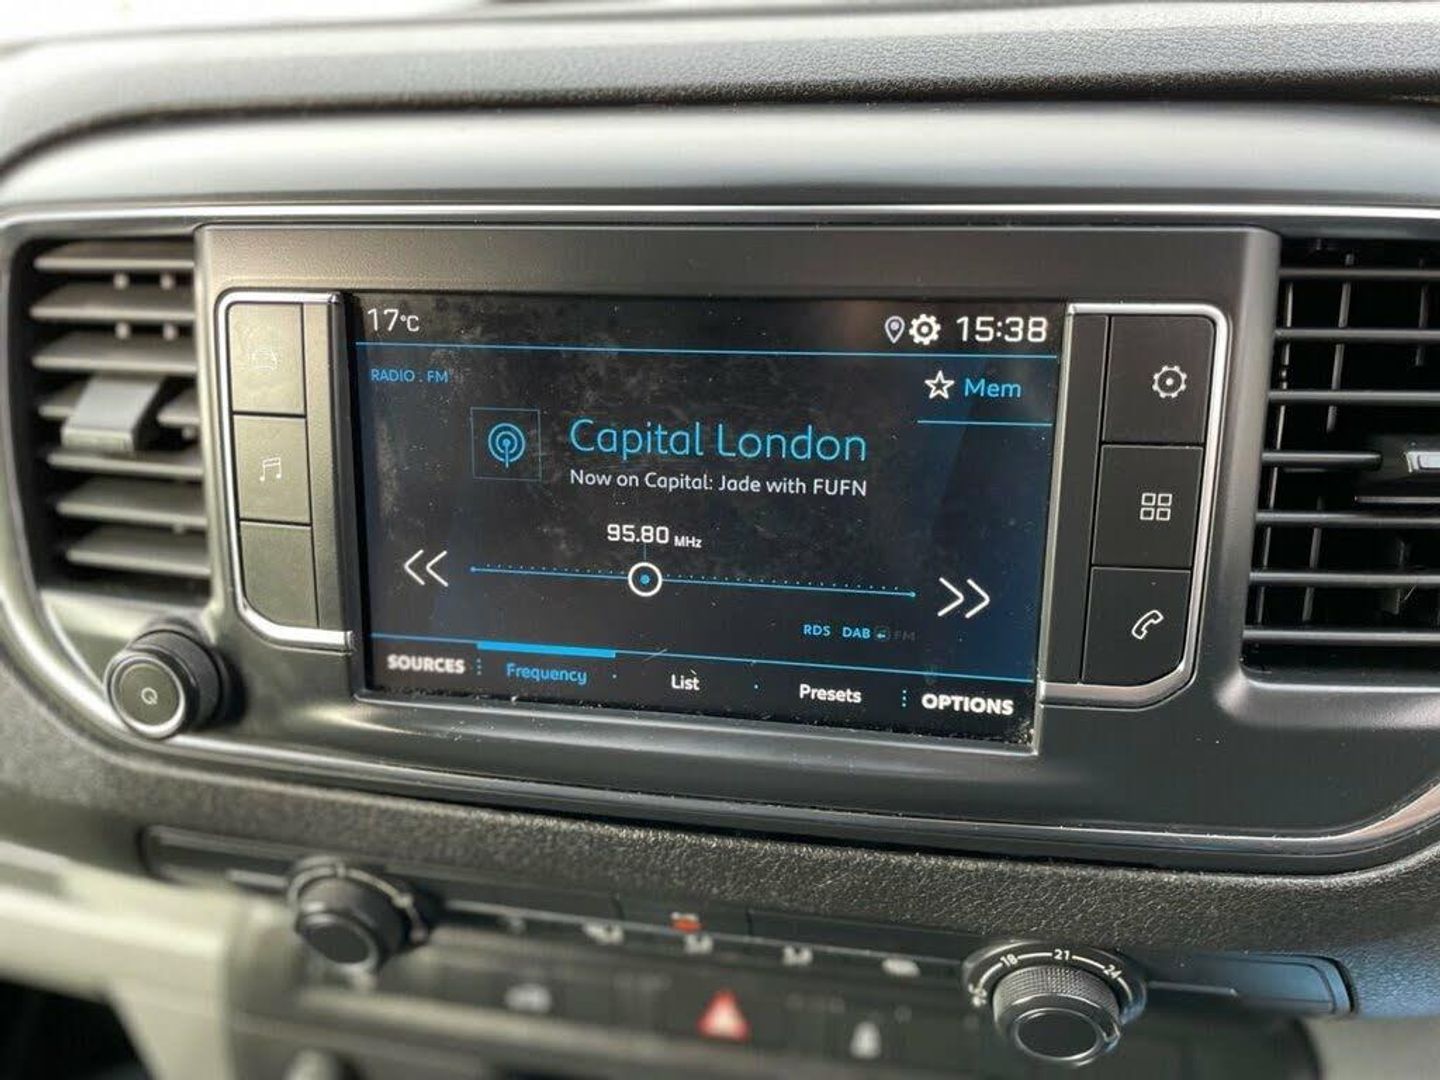 17°C
15:38
RADIO . FM
Mem
Capital London
Now on Capital: Jade with FUFN
95.80 MHz
RDS DAB FM
SOURCES
Frequency
List
Presets
OPTIONS
18 21 24